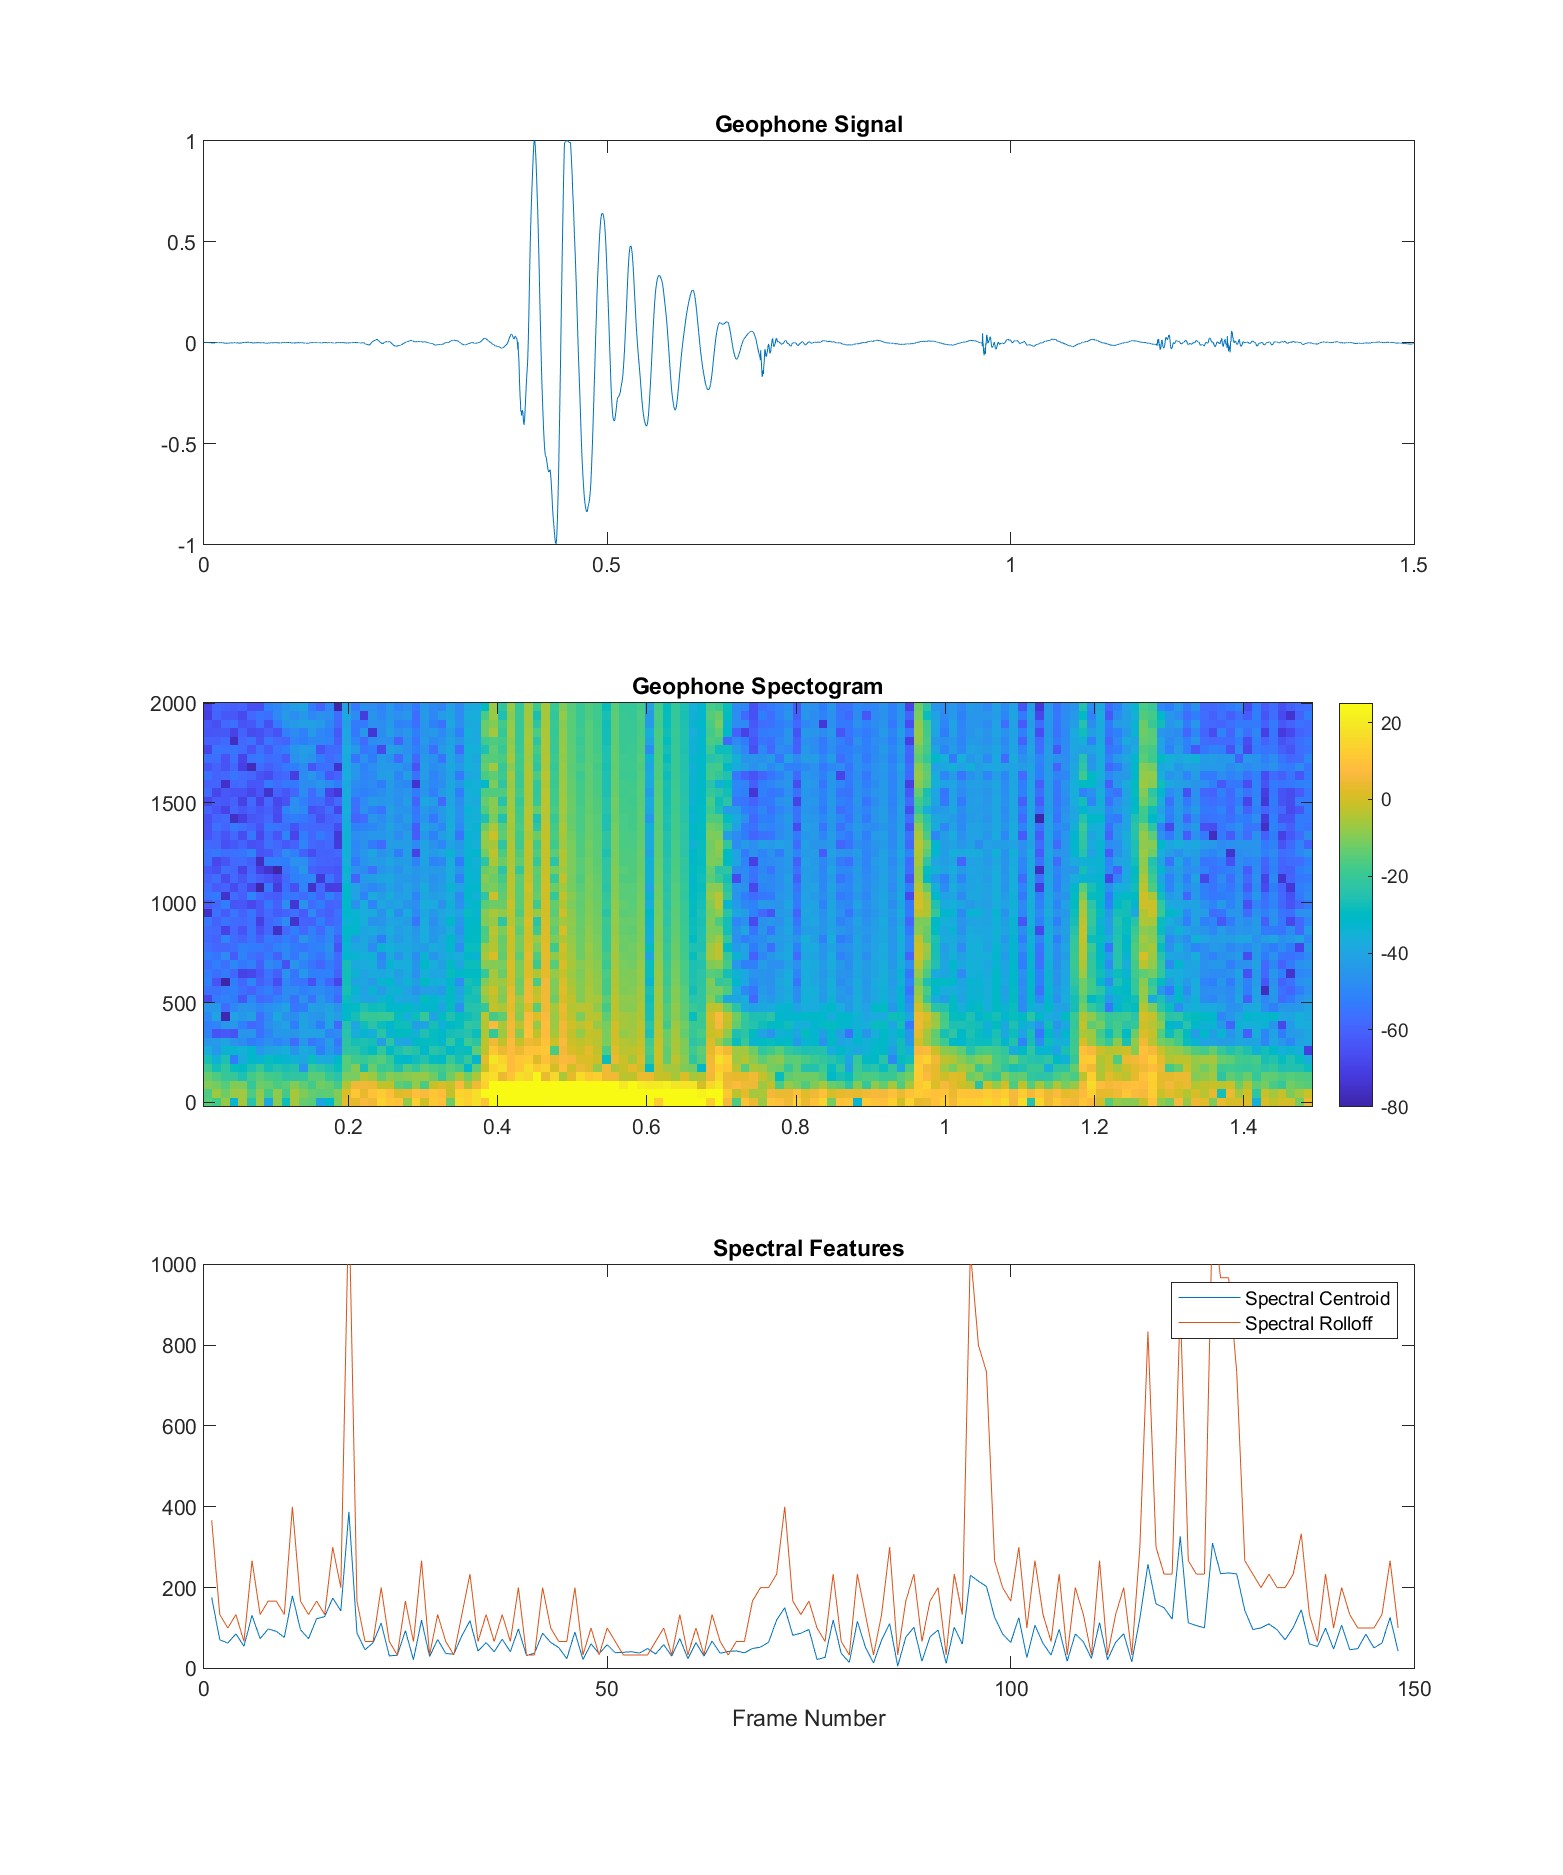 Geophone Signal
1
0.5
0
-0.5
-1
0 0.5 1 1.5
Geophone Spectogram
2000
1500
1000
500
0
0.2 0.4 0.6 0.8 1 1.2 1.4
20
0
-20
-40
-60
-80
Spectral Features
1000
800
600
400
200
0
Spectral Centroid
Spectral Rolloff
0 50 100 150
Frame Number